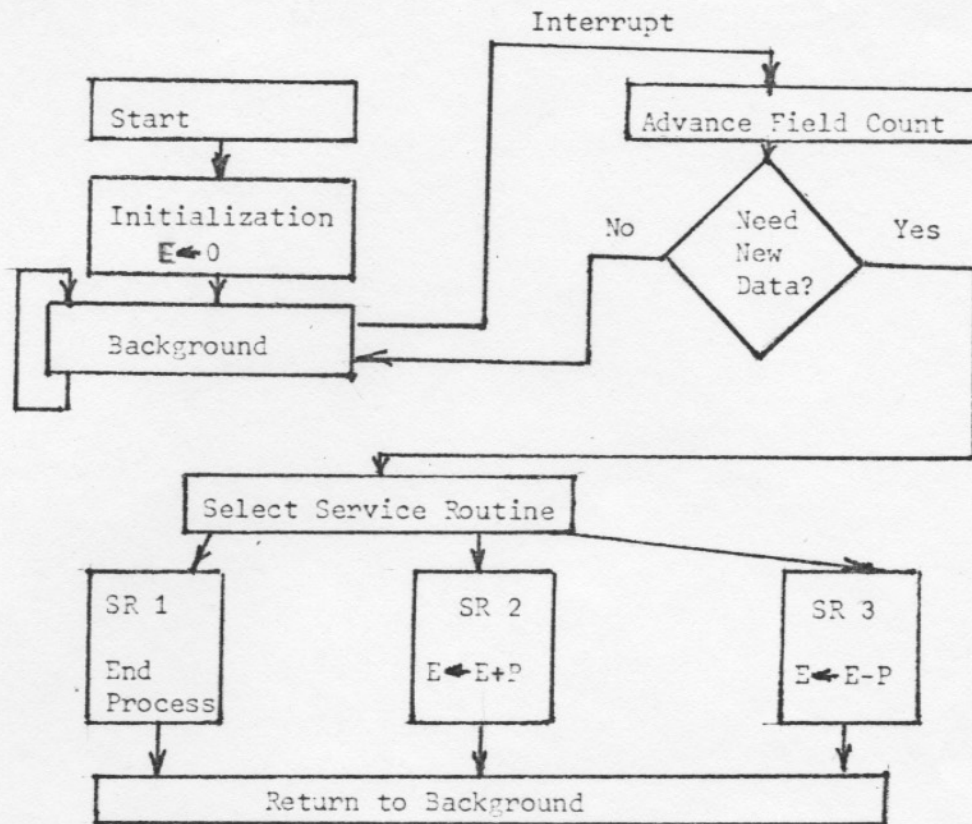 Interrupt
Start
Advance Field Count
Initialization
E←0
No
Need
New
Data?
Yes
Background
Select Service Routine
SR 1
End
Process
SR 2
E←E+P
SR 3
E←E-P
Return to Background